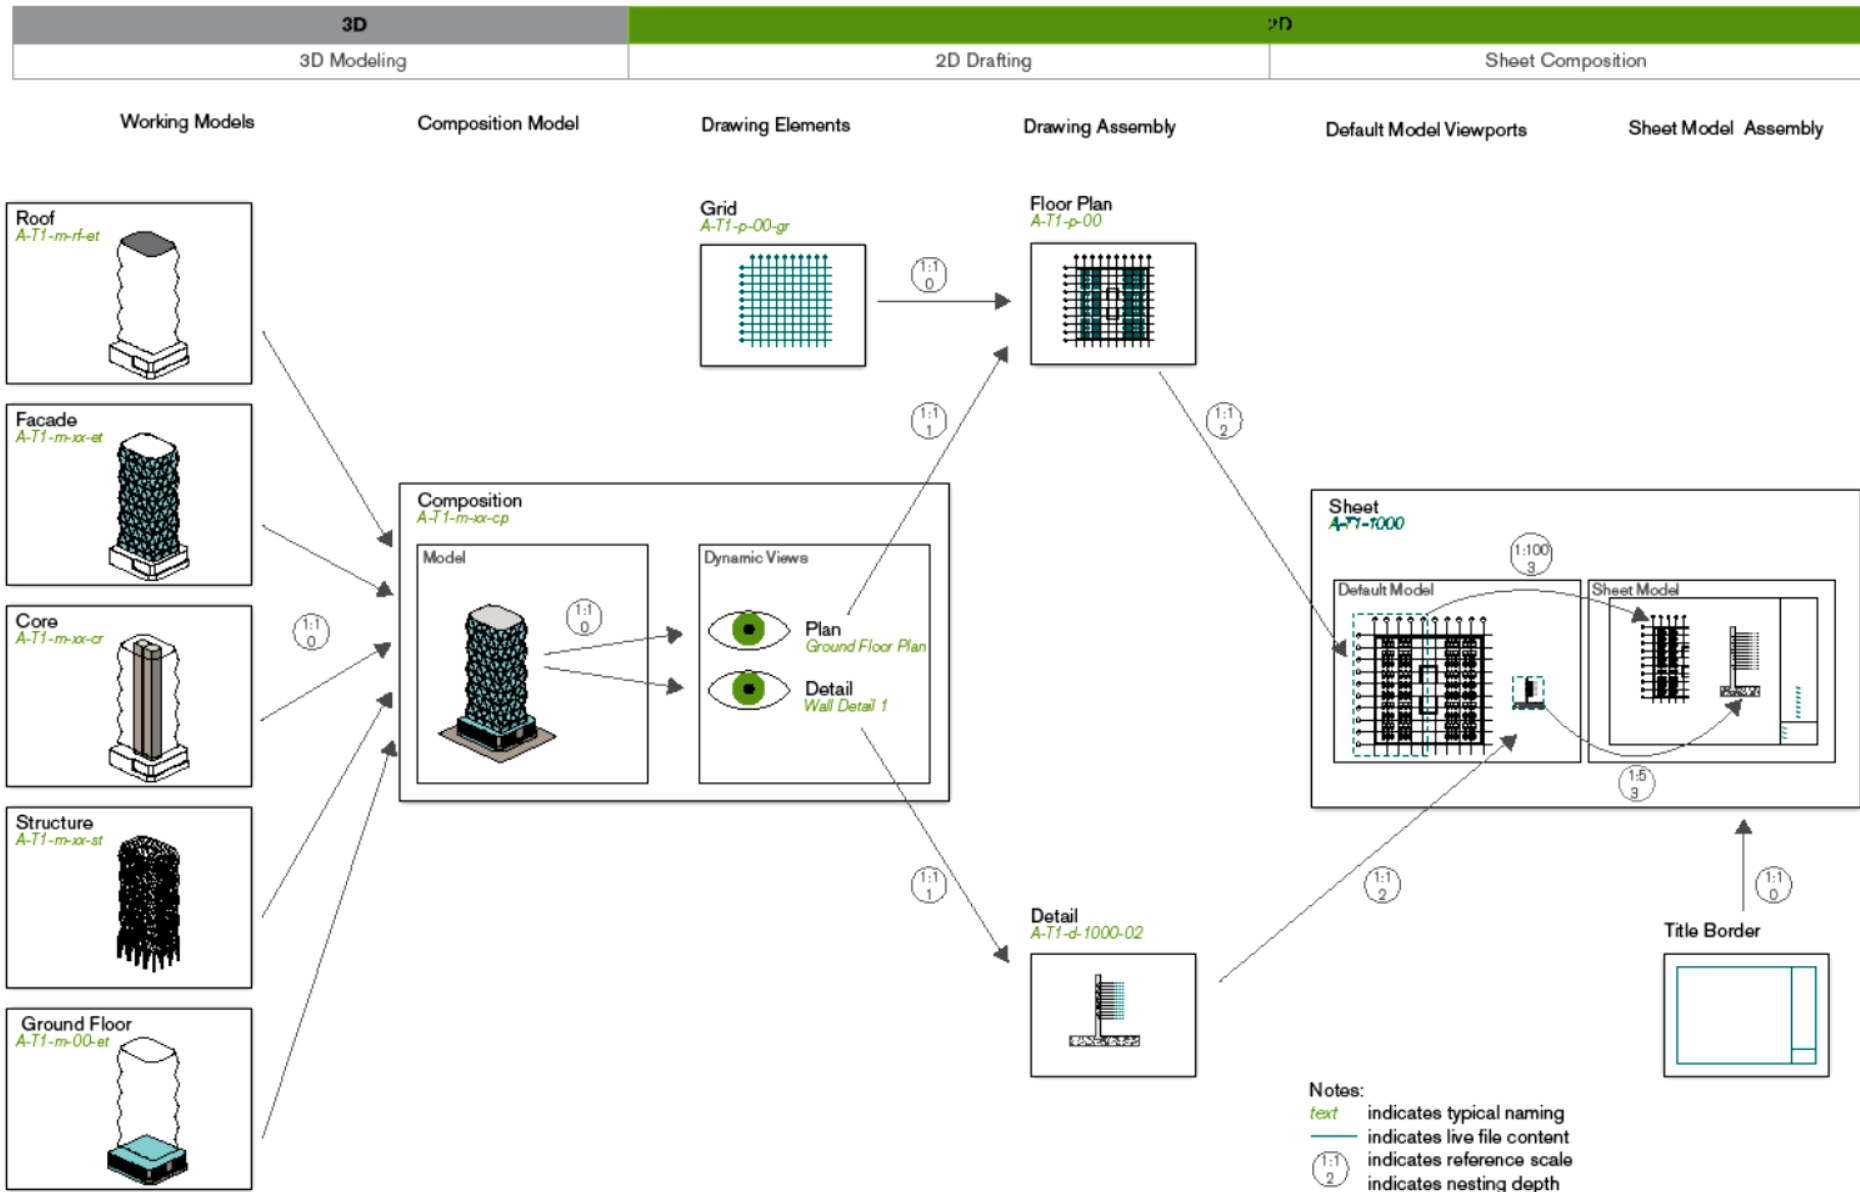 3D
2D
3D Modeling
2D Drafting
Sheet Composition
Working Models
Composition Model
Drawing Elements
Drawing Assembly
Default Model Viewports
Sheet Model Assembly
Roof
A-T1-m-rf-et
Facade
A-T1-m-xx-et
Core
A-T1-m-xx-cr
Structure
A-T1-m-xx-st
Ground Floor
A-T1-m-00-et
1:1
0
Composition
A-T1-m-xx-cp
Model
1:1
0
Dynamic Views
Plan
Ground Floor Plan
Detail
Wall Detail 1
Grid
A-T1-p-00-gr
1:1
0
1:1
1
1:1
1
Floor Plan
A-T1-p-00
1:1
2
Detail
A-T1-d-1000-02
1:1
2
Sheet
A-T1-1000
1:100
3
Default Model
Sheet Model
1:5
3
1:1
0
Title Border
Notes:
text indicates typical naming
indicates live file content
1:1 indicates reference scale
2 indicates nesting depth